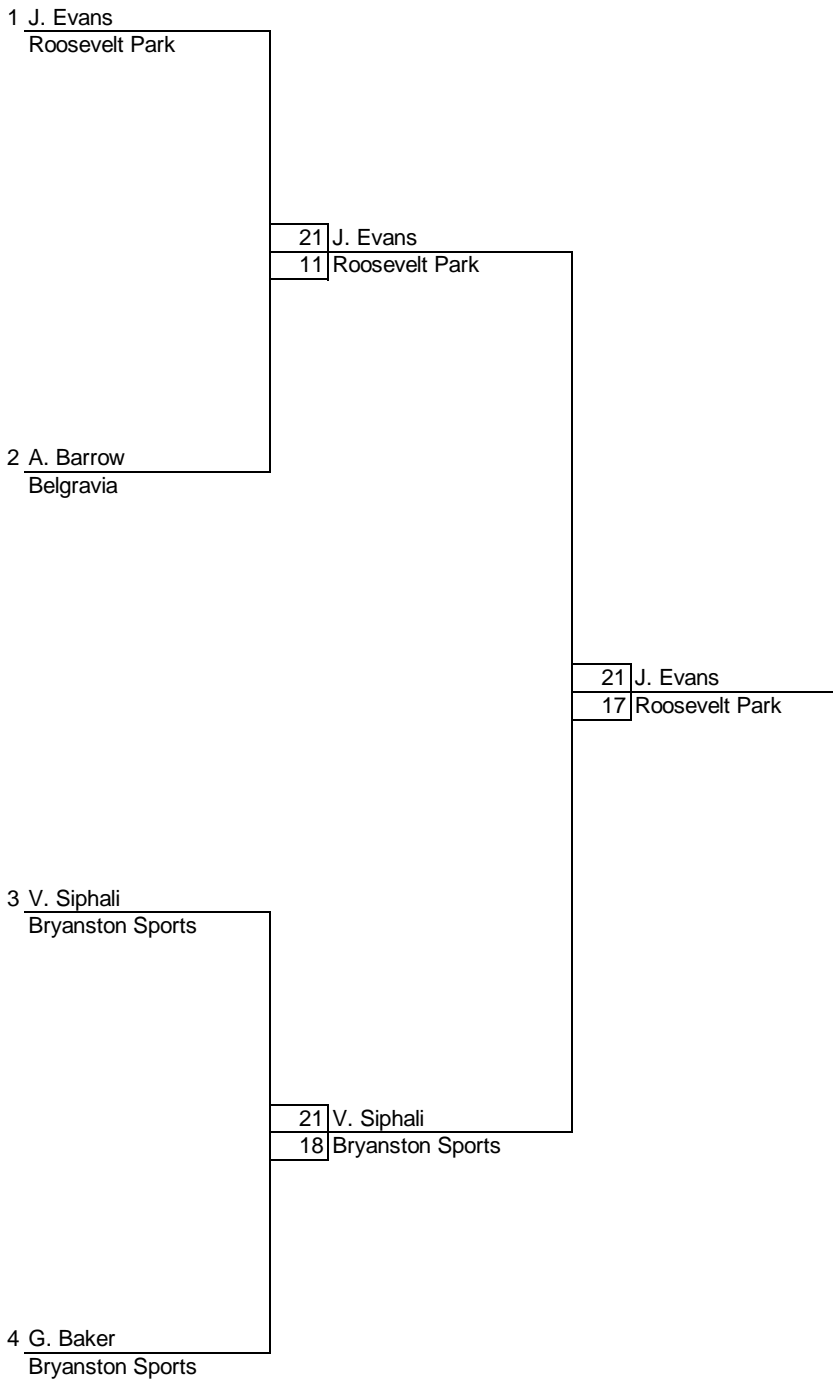 1 J. Evans
Roosevelt Park
21 J. Evans
11 Roosevelt Park
2 A. Barrow
Belgravia
21 J. Evans
17 Roosevelt Park
3 V. Siphali
Bryanston Sports
21 V. Siphali
18 Bryanston Sports
4 G. Baker
Bryanston Sports